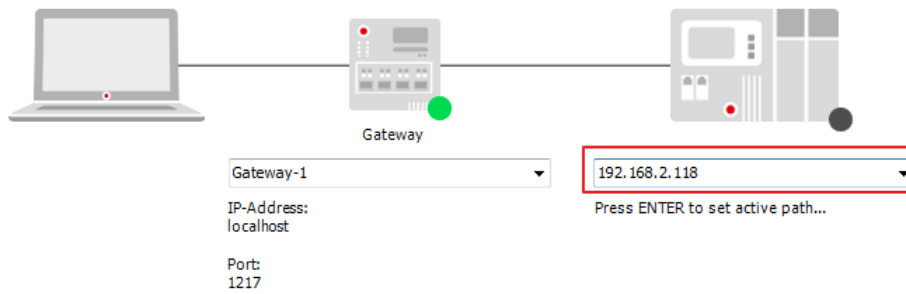 Gateway
Gateway-1
192.168.2.118
IP-Address:
localhost
Press ENTER to set active path...
Port:
1217